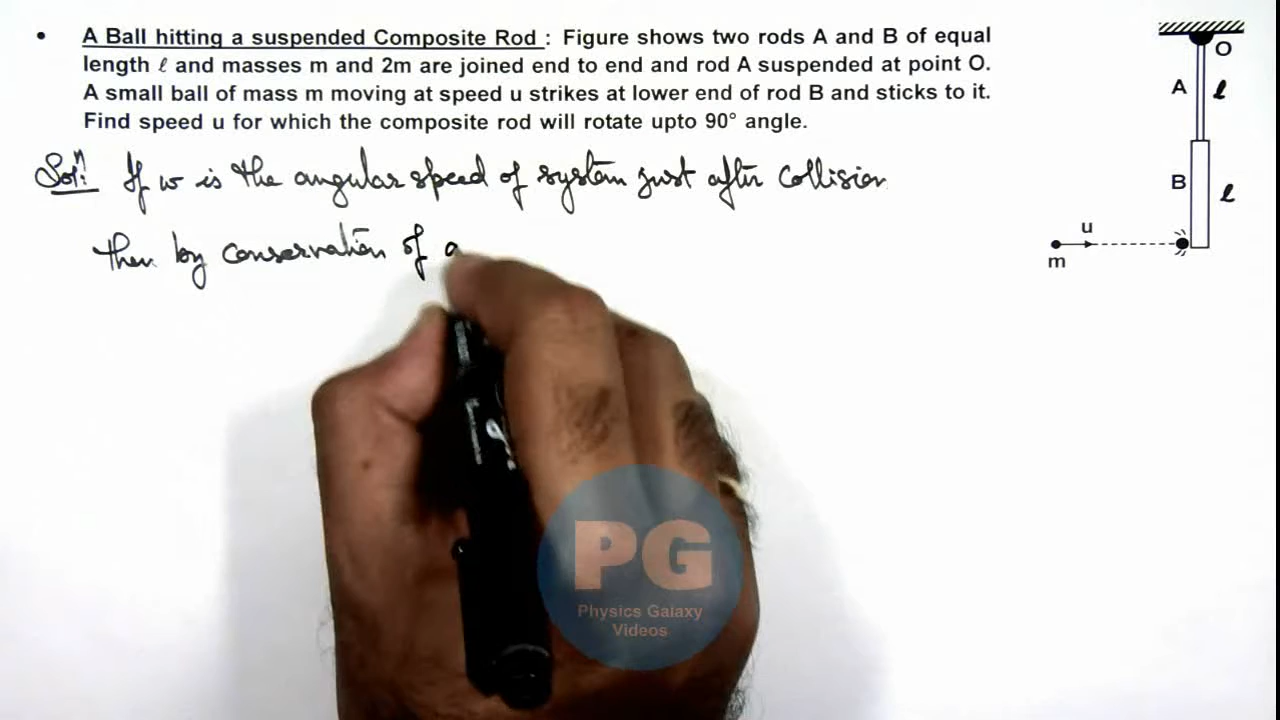 • A Ball hitting a suspended Composite Rod : Figure shows two rods A and B of equal
length ℓ and masses m and 2m are joined end to end and rod A suspended at point O.
A small ball of mass m moving at speed u strikes at lower end of rod B and sticks to it.
Find speed u for which the composite rod will rotate upto 90° angle.
O
A ℓ
B ℓ
u
m
Solⁿ: If w is the angular speed of system just after collision
then by conservation of a
PG
Physics Galaxy
Videos